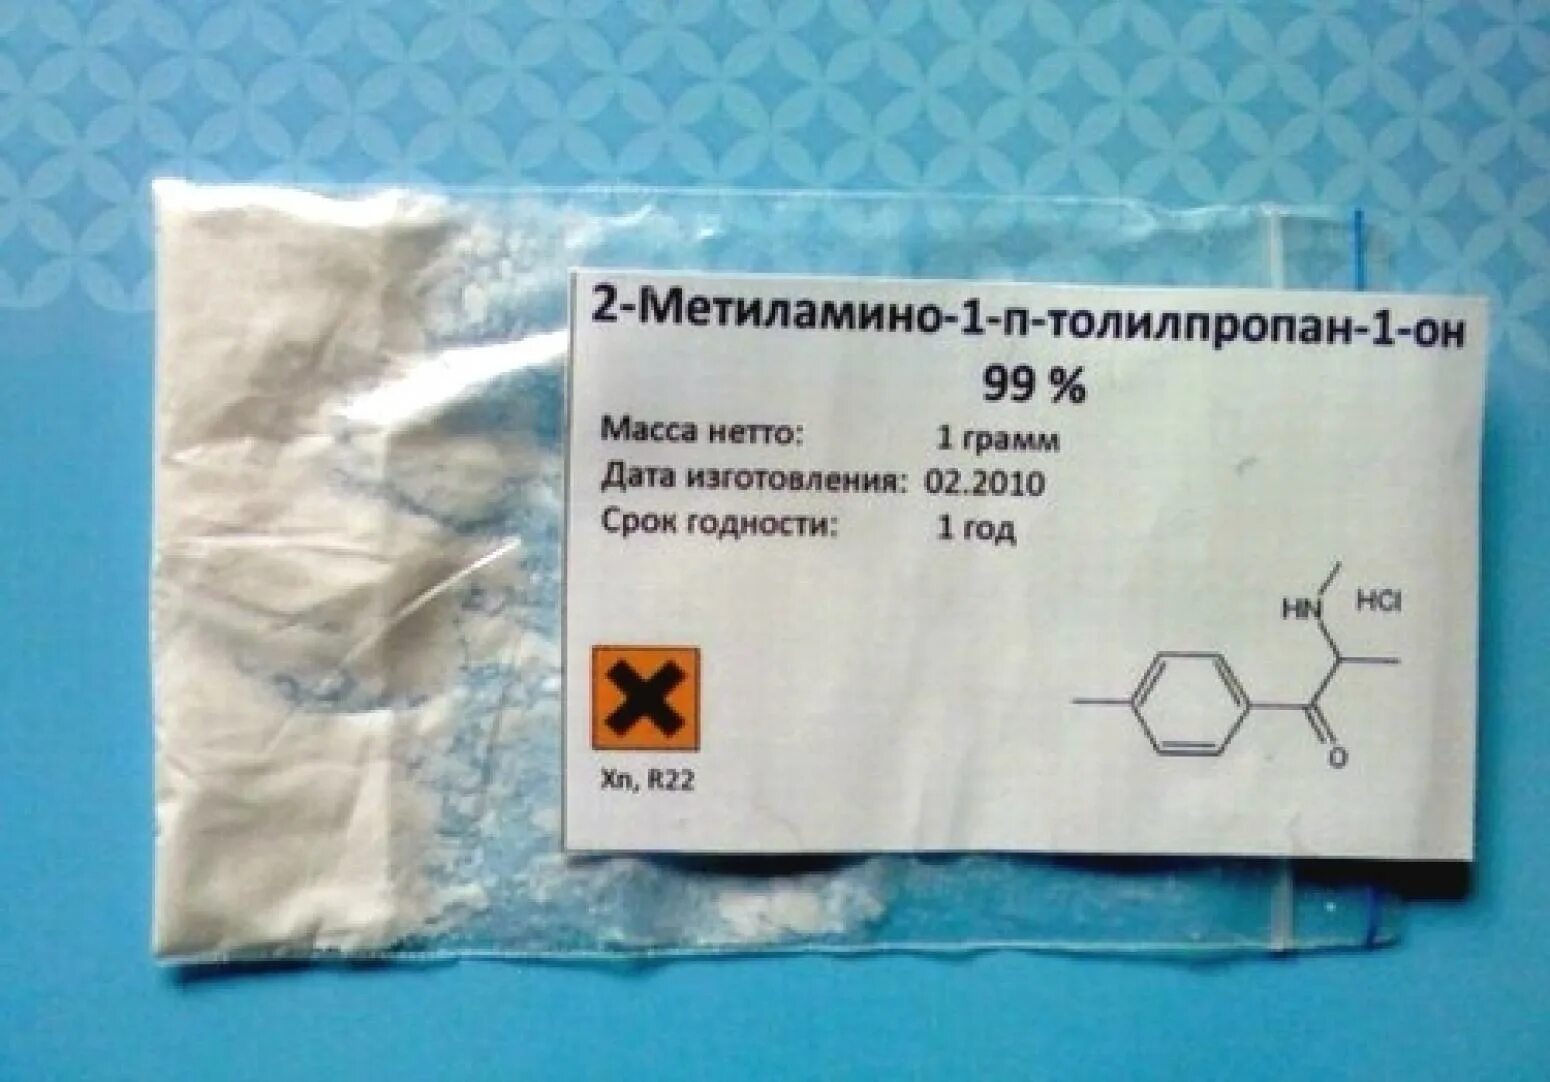 2-Метиламино-1-п-толилпропан-1-он
99 %
Масса нетто: 1 грамм
Дата изготовления: 02.2010
Срок годности: 1 год
HN HCl
O
Xn, R22